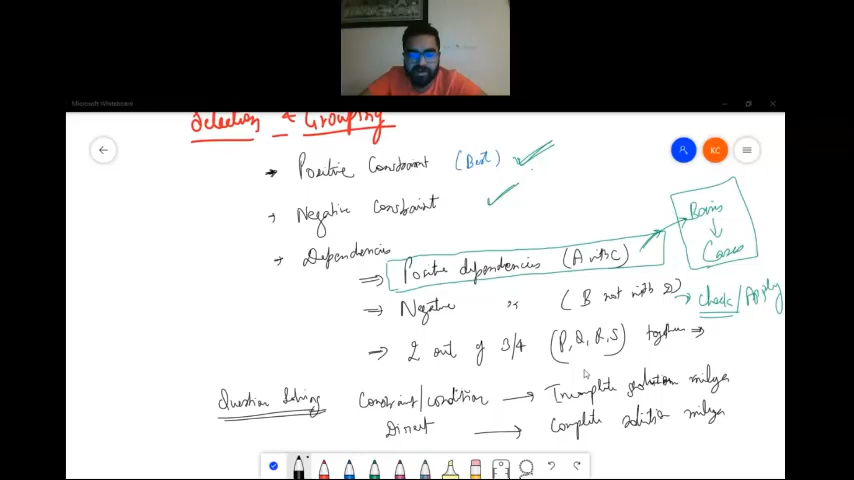 Microsoft Whiteboard
Selection & Grouping
Positive Constraint (Best)
Negative Constraint
Dependencies
Positive dependencies (A with C)
Basis
Cases
Negative " (B not with Q)
Check/Apply
2 out of 3/4 (P, Q, R, S) together
Question Solving
Constraint/condition → Incomplete solution milega
Direct → Complete solution milega
KC